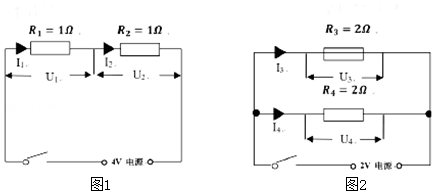 R₁ = 1Ω
R₂ = 1Ω
I₁
I₂
U₁
U₂
4V 电源
图1
R₃ = 2Ω
I₃
U₃
R₄ = 2Ω
I₄
U₄
2V 电源
图2